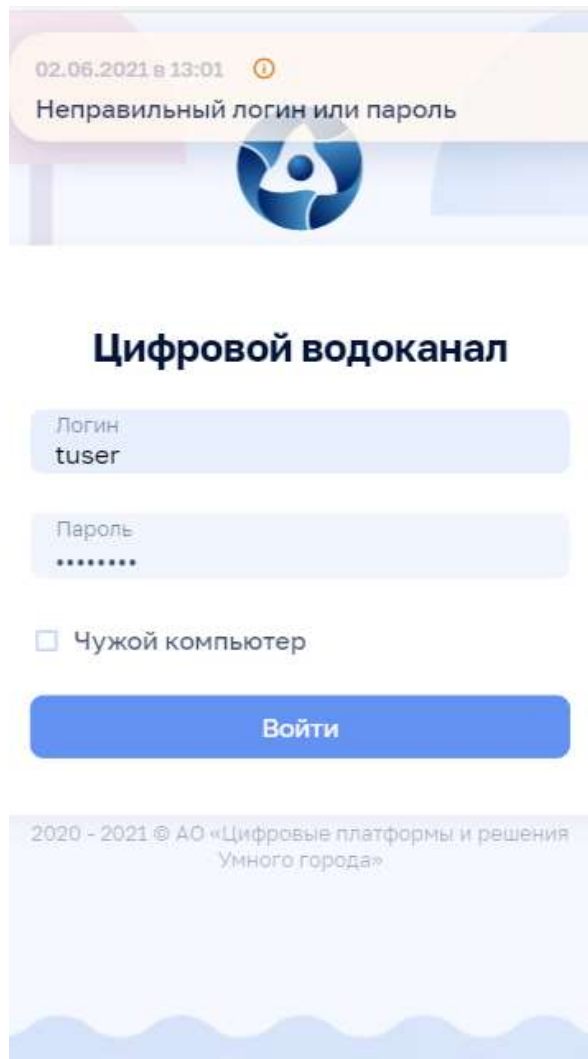 02.06.2021 в 13:01
Неправильный логин или пароль
Цифровой водоканал
Логин
tuser
Пароль
••••••••
Чужой компьютер
Войти
2020 - 2021 © АО «Цифровые платформы и решения
Умного города»